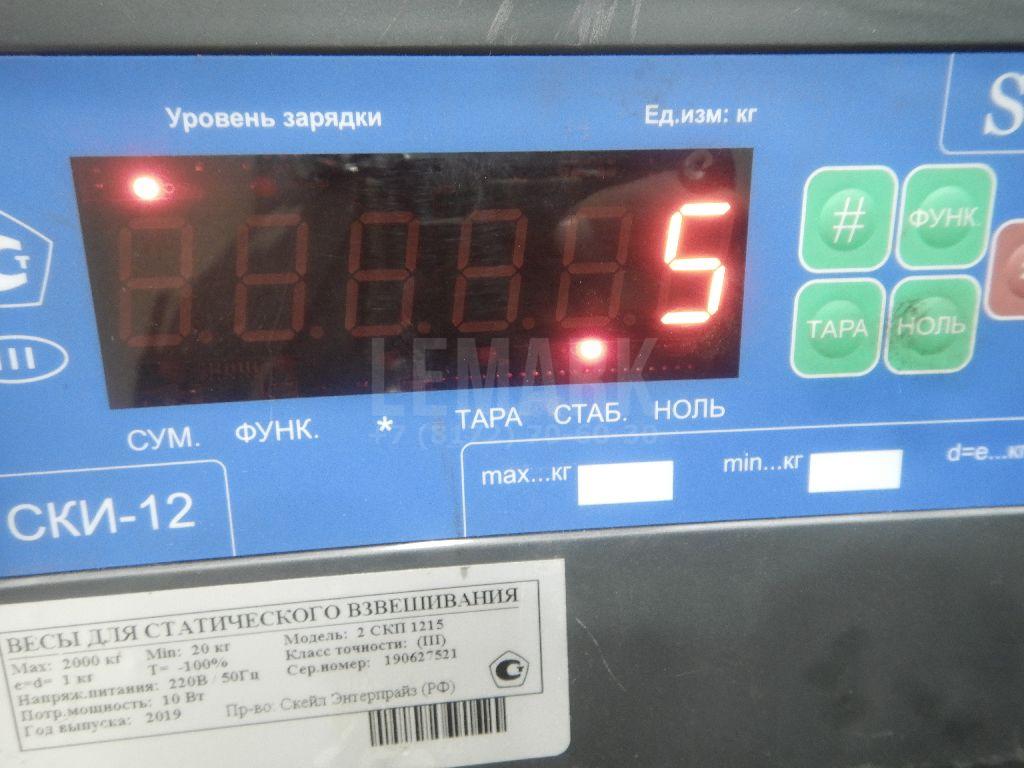 Уровень зарядки
Ед.изм: кг
S
5
# ФУНК
ТАРА НОЛЬ
III
LEMARK
СУМ. ФУНК. * ТАРА СТАБ. НОЛЬ
max...кг min...кг d=e...кг
СКИ-12
ВЕСЫ ДЛЯ СТАТИЧЕСКОГО ВЗВЕШИВАНИЯ
Max: 2000 кг Min: 20 кг Модель: 2 СКП 1215
e=d= 1 кг T= -100% Класс точности: (III)
Напряж.питания: 220В / 50Гц Сер.номер: 190627521
Потр.мощность: 10 Вт
Год выпуска: 2019 Пр-во: Скейл Энтерпрайз (РФ)